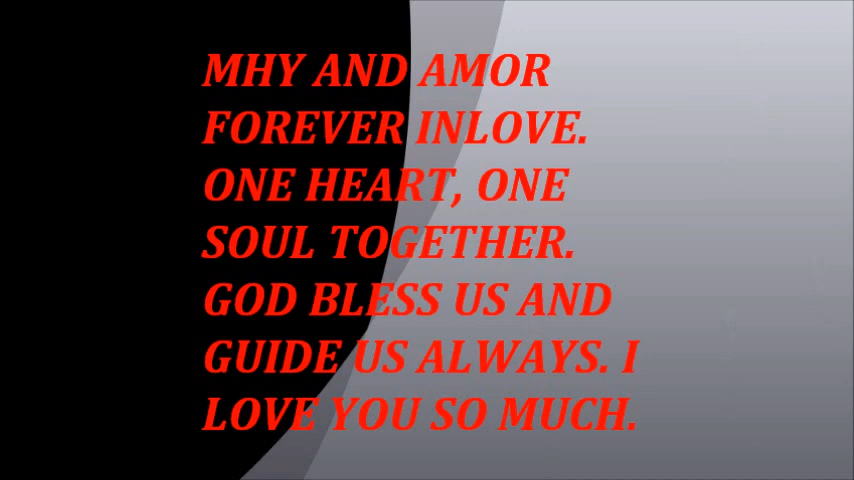 MHY AND AMOR
FOREVER INLOVE.
ONE HEART, ONE
SOUL TOGETHER.
GOD BLESS US AND
GUIDE US ALWAYS. I
LOVE YOU SO MUCH.